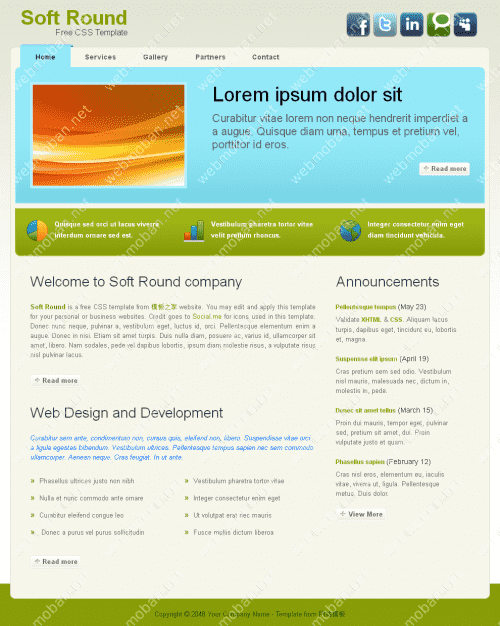 Soft Round
Free CSS Template
Home Services Gallery Partners Contact
Lorem ipsum dolor sit
Curabitur vitae lorem non neque hendrerit imperdiet a
a augue. Quisque diam urna, tempus et pretium vel,
porttitor id eros.
Read more
Quisque sed orci ut lacus viverra
interdum ornare sed est.
Vestibulum pharetra tortor vitae
velit pretium rhoncus.
Integer consectetur enim eget
diam tincidunt vehicula.
Welcome to Soft Round company
Soft Round is a free CSS template from 模板之家 website. You may edit and apply this template
for your personal or business websites. Credit goes to Social.me for icons used in this template.
Donec nunc neque, pulvinar a, vestibulum eget, luctus id, orci. Pellentesque elementum enim a
augue. Donec in nisi. Etiam sit amet turpis. Duis nulla diam, posuere ac, varius id, ullamcorper sit
amet, libero. Nam sodales, pede vel dapibus lobortis, ipsum diam molestie risus, a vulputate risus
nisl pulvinar lacus.
Read more
Web Design and Development
Curabitur sem ante, condimentum non, cursus quis, eleifend non, libero. Suspendisse vitae orci
a ligula egestas bibendum. Vestibulum ultrices. Pellentesque tempus sapien nec sem commodo
ullamcorper. Aenean neque. Cras feugiat. In ut ante.
» Phasellus ultrices justo non nibh
» Nulla et nunc commodo ante ornare
» Curabitur eleifend congue leo
» Donec a purus vel purus sollicitudin
» Vestibulum pharetra tortor vitae
» Integer consectetur enim eget
» Ut volutpat erat nec mauris
» Fusce mollis dictum liberoa
Read more
Announcements
Pellentesque tempus (May 23)
Validate XHTML & CSS. Aliquam lacus
turpis, dapibus eget, tincidunt eu, lobortis
et, magna.
Suspendisse elit ipsum (April 19)
Cras pretium sem sed odio. Vestibulum
nisl mauris, malesuada nec, dictum in,
molestie in, pede.
Donec sit amet tellus (March 15)
Proin dui mauris, tempor eget, pulvinar
sed, pretium sit amet, dui. Proin
vulputate justo et quam.
Phasellus sapien (February 12)
Cras nisl eros, elementum eu, iaculis
vitae, viverra ut, ligula. Pellentesque
metus. Duis dolor.
View More
Copyright © 2048 Your Company Name - Template from
webmoban.net